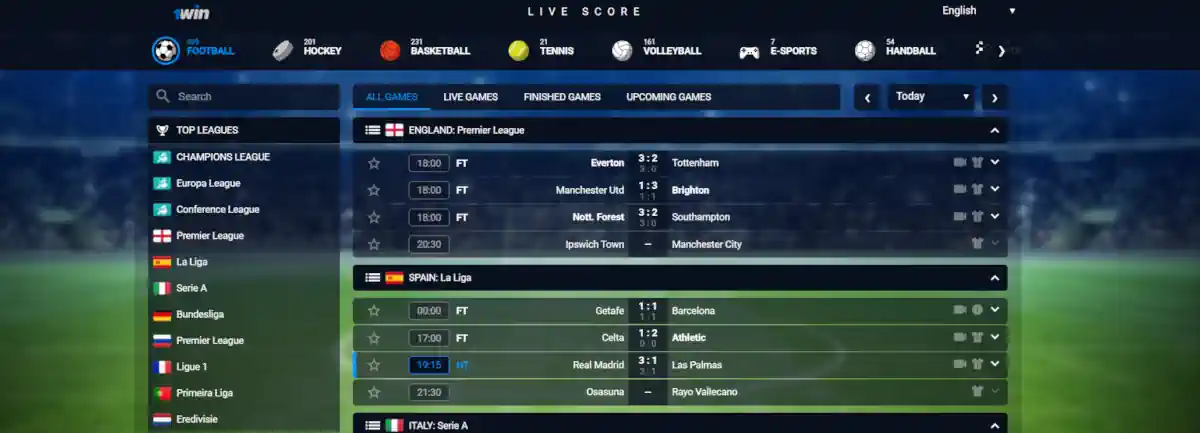 1win
LIVE SCORE
English
FOOTBALL
201
HOCKEY
231
BASKETBALL
21
TENNIS
161
VOLLEYBALL
7
E-SPORTS
54
HANDBALL
Search
ALL GAMES LIVE GAMES FINISHED GAMES UPCOMING GAMES
Today
TOP LEAGUES
CHAMPIONS LEAGUE
Europa League
Conference League
Premier League
La Liga
Serie A
Bundesliga
Premier League
Ligue 1
Primeira Liga
Eredivisie
ENGLAND: Premier League
18:00 FT Everton 3:2 Tottenham
3:0
18:00 FT Manchester Utd 1:3 Brighton
1:1
18:00 FT Nott. Forest 3:2 Southampton
3:0
20:30 Ipswich Town – Manchester City
SPAIN: La Liga
00:00 FT Getafe 1:1 Barcelona
1:1
17:00 FT Celta 1:2 Athletic
0:0
19:15 HT Real Madrid 3:1 Las Palmas
3:1
21:30 Osasuna – Rayo Vallecano
ITALY: Serie A